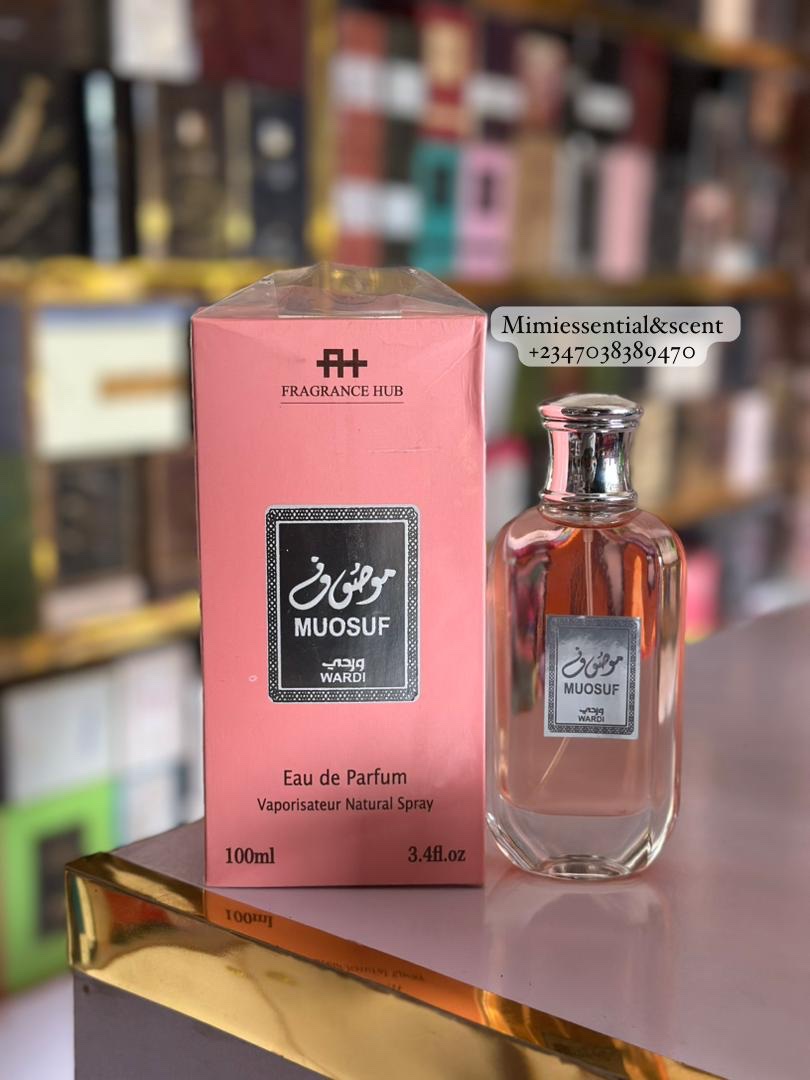 Mimiessential&scent
+2347038389470
FRAGRANCE HUB
موصوف
MUOSUF
وردي
WARDI
Eau de Parfum
Vaporisateur Natural Spray
100ml
3.4fl.oz
موصوف
MUOSUF
وردي
WARDI